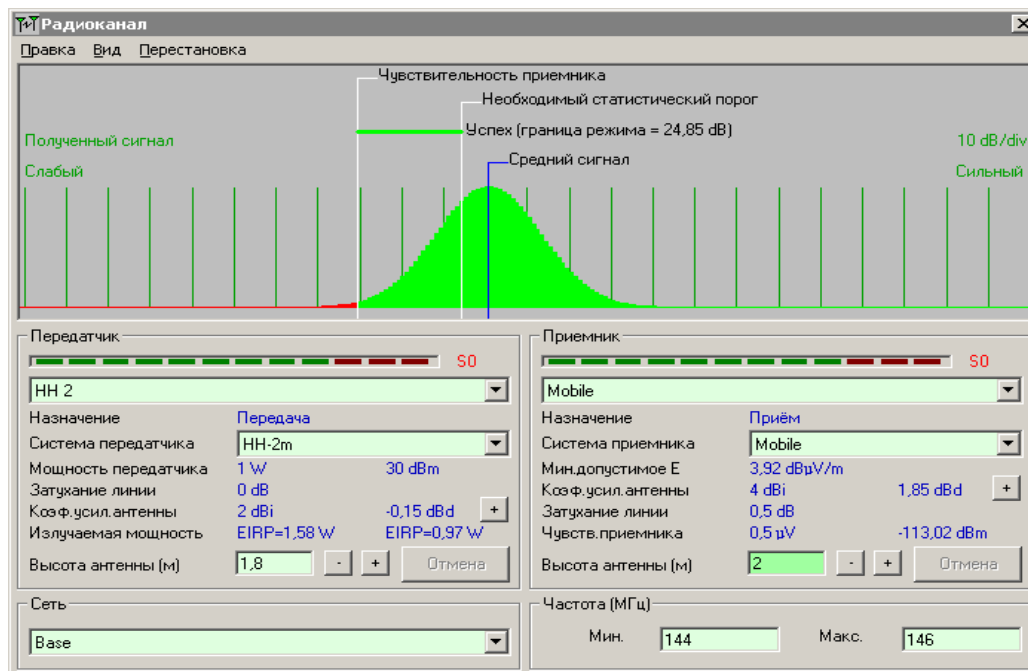 Радиоканал
Правка Вид Перестановка
Чувствительность приемника
Необходимый статистический порог
Успех (граница режима = 24,85 dB)
Полученный сигнал 10 dB/div
Средний сигнал
Слабый Сильный
Передатчик
S0
HH 2
Назначение Передача
Система передатчика HH-2m
Мощность передатчика 1 W 30 dBm
Затухание линии 0 dB
Коэф.усил.антенны 2 dBi -0,15 dBd +
Излучаемая мощность EIRP=1,58 W EIRP=0,97 W
Высота антенны (м) 1,8 - + Отмена
Приемник
S0
Mobile
Назначение Приём
Система приемника Mobile
Мин.допустимое E 3,92 dBµV/m
Коэф.усил.антенны 4 dBi 1,85 dBd +
Затухание линии 0,5 dB
Чувств.приемника 0,5 µV -113,02 dBm
Высота антенны (м) 2 - + Отмена
Сеть
Base
Частота (МГц)
Мин. 144 Макс. 146